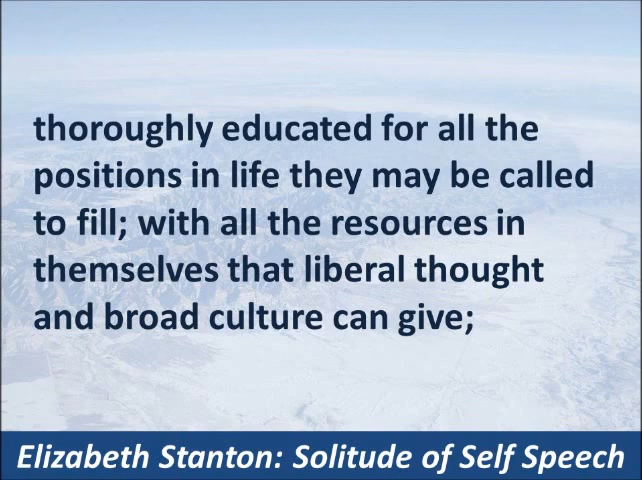 thoroughly educated for all the
positions in life they may be called
to fill; with all the resources in
themselves that liberal thought
and broad culture can give;
Elizabeth Stanton: Solitude of Self Speech